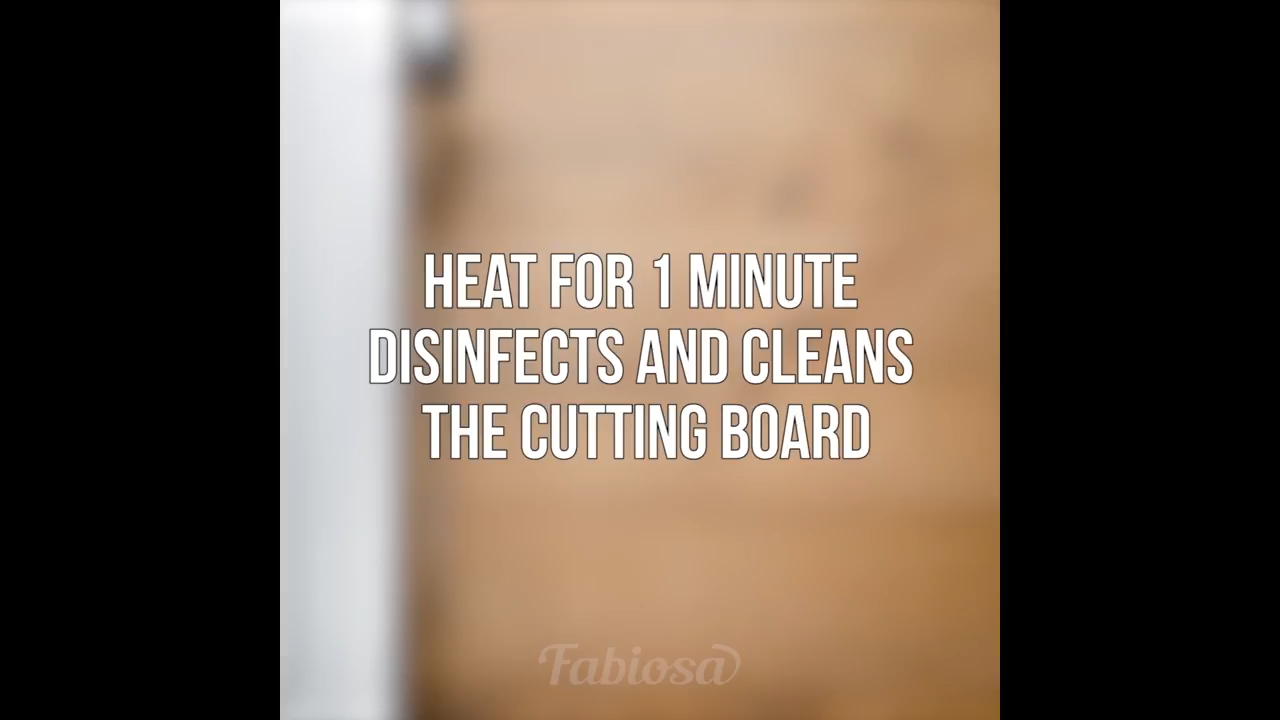 HEAT FOR 1 MINUTE
DISINFECTS AND CLEANS
THE CUTTING BOARD
Fabiosa